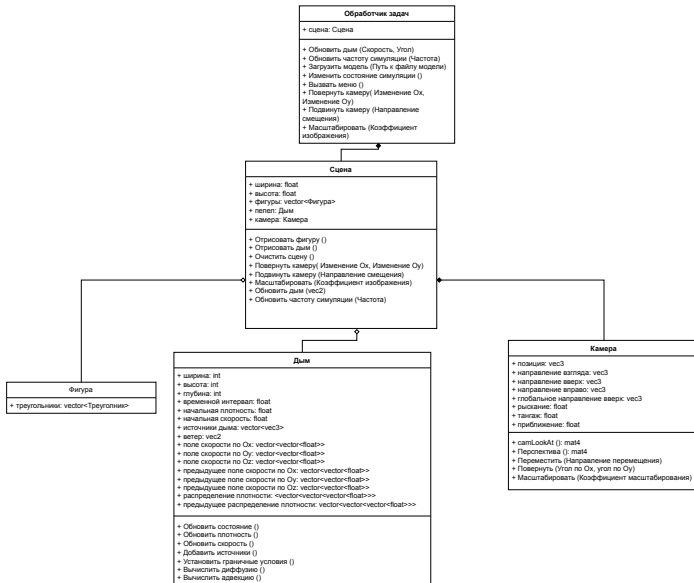 Обработчик задач
+ сцена: Сцена
+ Обновить дым (Скорость, Угол)
+ Обновить частоту симуляции (Частота)
+ Загрузить модель (Путь к файлу модели)
+ Изменить состояние симуляции ()
+ Вызвать меню ()
+ Повернуть камеру( Изменение Ox,
Изменение Oy)
+ Подвинуть камеру (Направление
смещения)
+ Масштабировать (Коэффициент
изображения)
Сцена
+ ширина: float
+ высота: float
+ фигуры: vector<Фигура>
+ пепел: Дым
+ камера: Камера
+ Отрисовать фигуру ()
+ Отрисовать дым ()
+ Очистить сцену ()
+ Повернуть камеру( Изменение Ox, Изменение Oy)
+ Подвинуть камеру (Направление смещения)
+ Масштабировать (Коэффициент изображения)
+ Обновить дым (vec2)
+ Обновить частоту симуляции (Частота)
Фигура
+ треугольники: vector<Треуголник>
Дым
+ ширина: int
+ высота: int
+ глубина: int
+ временной интервал: float
+ начальная плотность: float
+ начальная скорость: float
+ источники дыма: vector<vec3>
+ ветер: vec2
+ поле скорости по Ox: vector<vector<float>>
+ поле скорости по Oy: vector<vector<float>>
+ поле скорости по Oz: vector<vector<float>>
+ предыдущее поле скорости по Ox: vector<vector<float>>
+ предыдущее поле скорости по Oy: vector<vector<float>>
+ предыдущее поле скорости по Oz: vector<vector<float>>
+ распределение плотности: <vector<vector<vector<float>>>
+ предыдущее распределение плотности: vector<vector<vector<float>>>
+ Обновить состояние ()
+ Обновить плотность ()
+ Обновить скорость ()
+ Добавить источники ()
+ Установить граничные условия ()
+ Вычислить диффузию ()
+ Вычислить адвекцию ()
Камера
+ позиция: vec3
+ направление взгляда: vec3
+ направление вверх: vec3
+ направление вправо: vec3
+ глобальное направление вверх: vec3
+ рыскание: float
+ тангаж: float
+ приближение: float
+ camLookAt (): mat4
+ Перспектива (): mat4
+ Переместить (Направление перемещения)
+ Повернуть (Угол по Ox, угол по Oy)
+ Масштабировать (Коэффициент масштабирования)